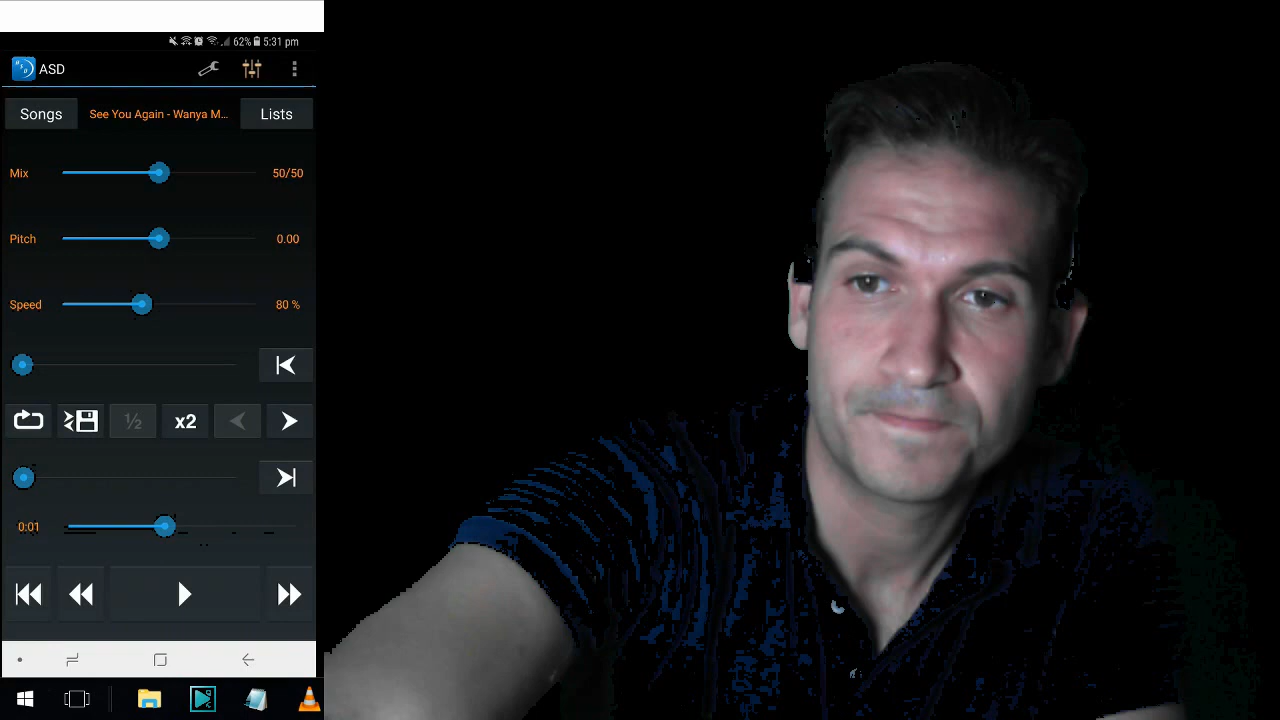 62% 5:31 pm
ASD
Songs
See You Again - Wanya M...
Lists
Mix
50/50
Pitch
0.00
Speed
80 %
½
x2
0:01